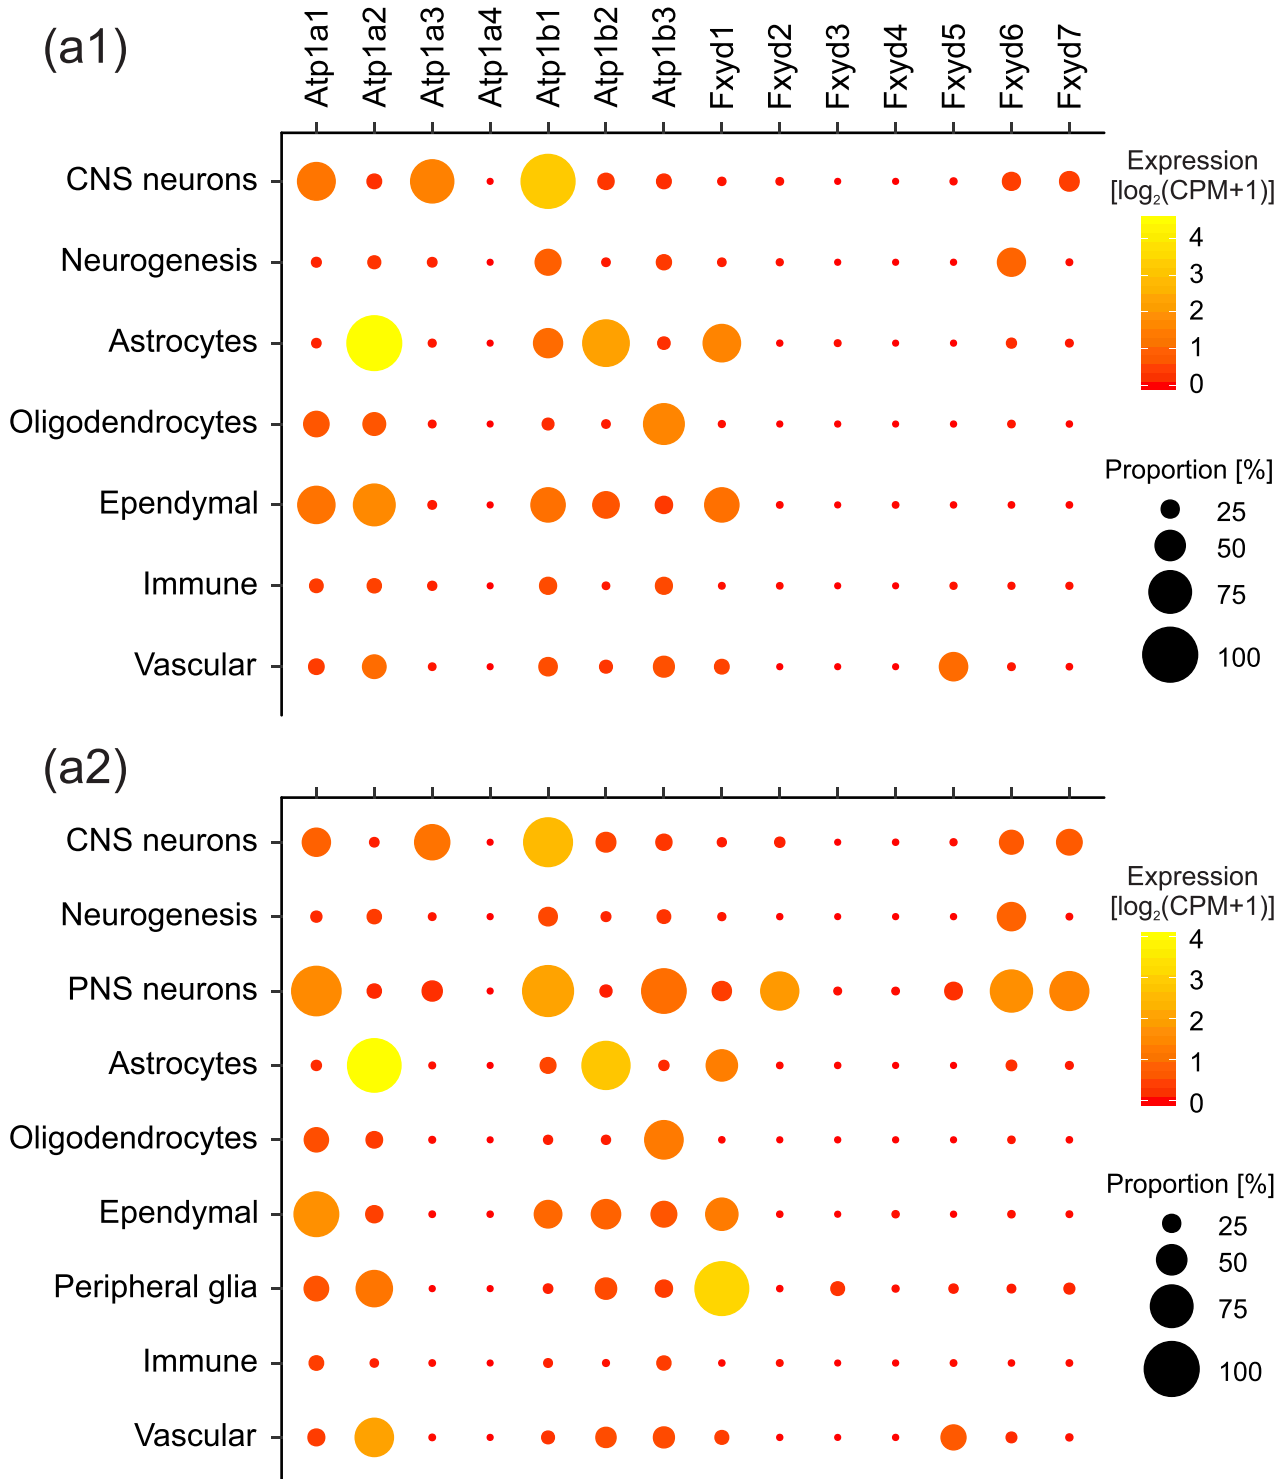 (a1)
Atp1a1 Atp1a2 Atp1a3 Atp1a4 Atp1b1 Atp1b2 Atp1b3 Fxyd1 Fxyd2 Fxyd3 Fxyd4 Fxyd5 Fxyd6 Fxyd7
CNS neurons
Neurogenesis
Astrocytes
Oligodendrocytes
Ependymal
Immune
Vascular
Expression
[log₂(CPM+1)]
4
3
2
1
0
Proportion [%]
25
50
75
100
(a2)
CNS neurons
Neurogenesis
PNS neurons
Astrocytes
Oligodendrocytes
Ependymal
Peripheral glia
Immune
Vascular
Expression
[log₂(CPM+1)]
4
3
2
1
0
Proportion [%]
25
50
75
100